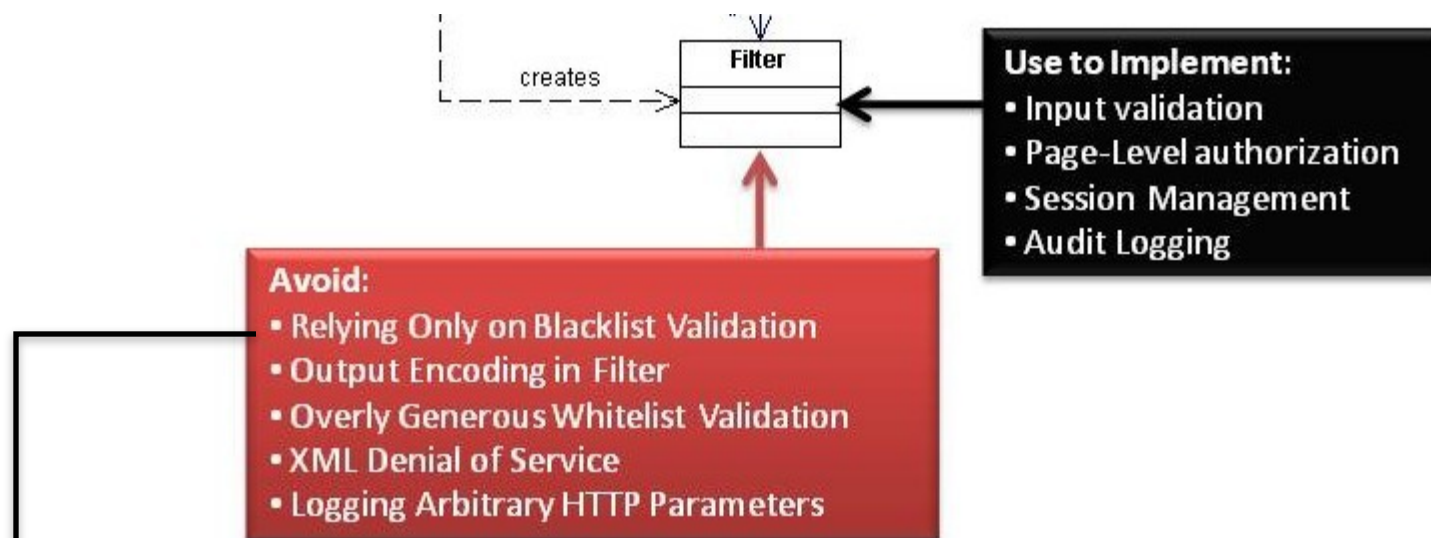 Filter
creates
Use to Implement:
• Input validation
• Page-Level authorization
• Session Management
• Audit Logging
Avoid:
• Relying Only on Blacklist Validation
• Output Encoding in Filter
• Overly Generous Whitelist Validation
• XML Denial of Service
• Logging Arbitrary HTTP Parameters